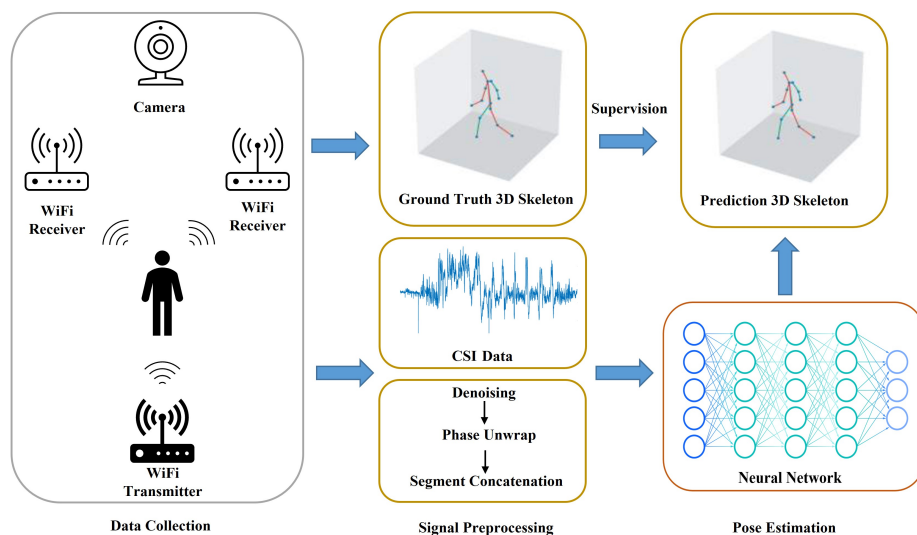 Camera
WiFi
Receiver
WiFi
Receiver
WiFi
Transmitter
Data Collection
Ground Truth 3D Skeleton
CSI Data
Denoising
Phase Unwrap
Segment Concatenation
Signal Preprocessing
Supervision
Prediction 3D Skeleton
Neural Network
Pose Estimation